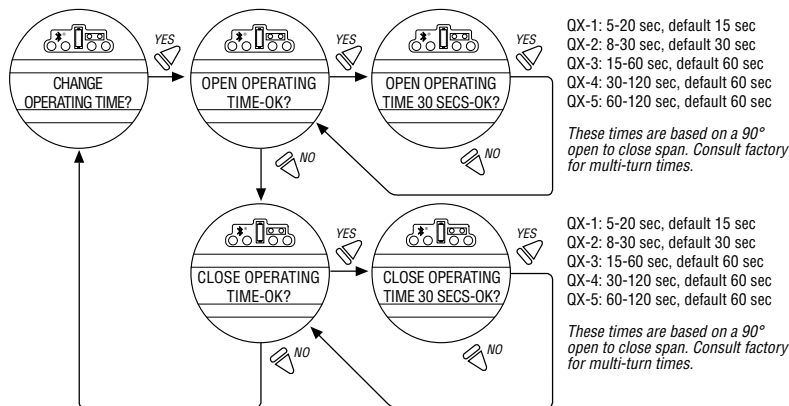 YES
YES
YES
CHANGE
OPERATING TIME?
OPEN OPERATING
TIME-OK?
OPEN OPERATING
TIME 30 SECS-OK?
NO
NO
QX-1: 5-20 sec, default 15 sec
QX-2: 8-30 sec, default 30 sec
QX-3: 15-60 sec, default 60 sec
QX-4: 30-120 sec, default 60 sec
QX-5: 60-120 sec, default 60 sec
These times are based on a 90°
open to close span. Consult factory
for multi-turn times.
YES
YES
CLOSE OPERATING
TIME-OK?
CLOSE OPERATING
TIME 30 SECS-OK?
NO
NO
QX-1: 5-20 sec, default 15 sec
QX-2: 8-30 sec, default 30 sec
QX-3: 15-60 sec, default 60 sec
QX-4: 30-120 sec, default 60 sec
QX-5: 60-120 sec, default 60 sec
These times are based on a 90°
open to close span. Consult factory
for multi-turn times.